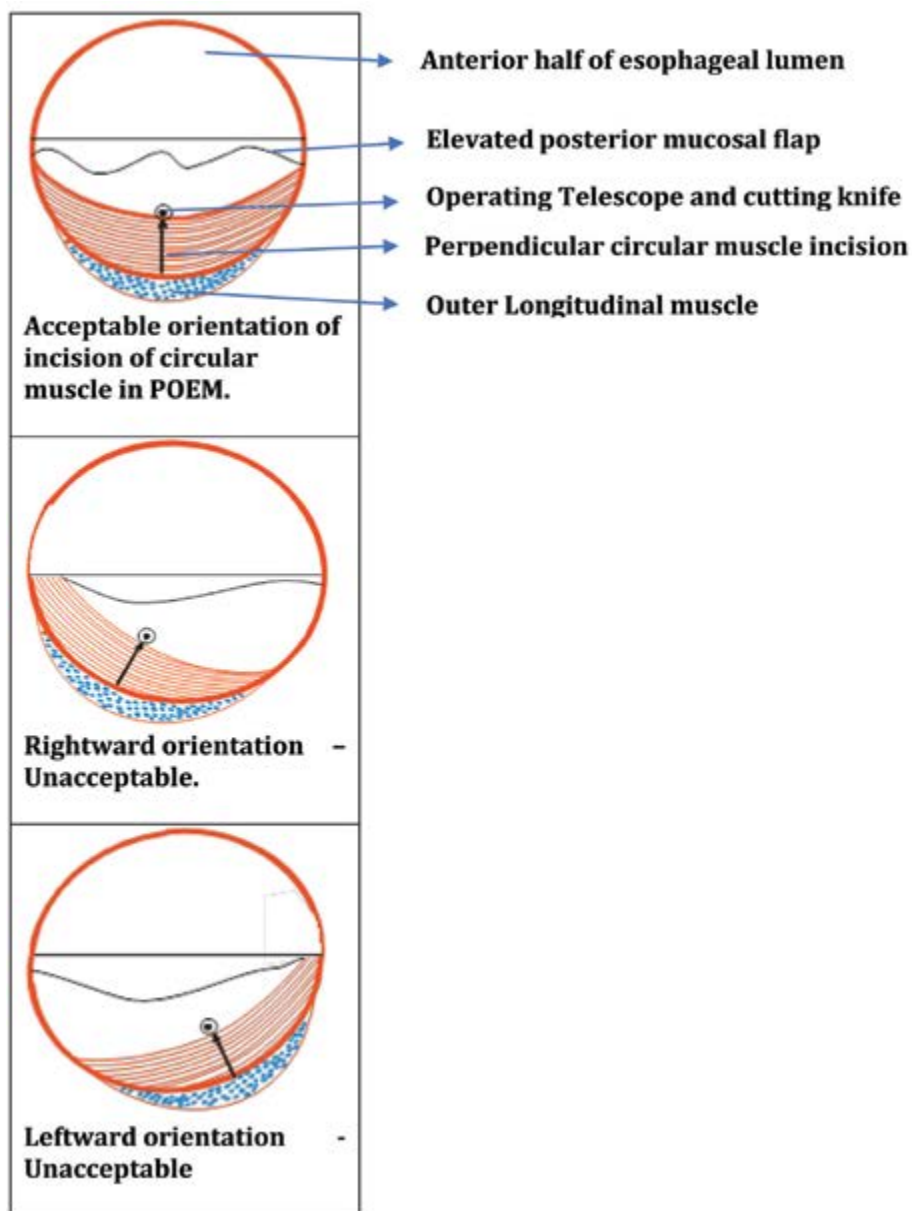 Anterior half of esophageal lumen
Elevated posterior mucosal flap
Operating Telescope and cutting knife
Perpendicular circular muscle incision
Outer Longitudinal muscle
Acceptable orientation of
incision of circular
muscle in POEM.
Rightward orientation –
Unacceptable.
Leftward orientation -
Unacceptable